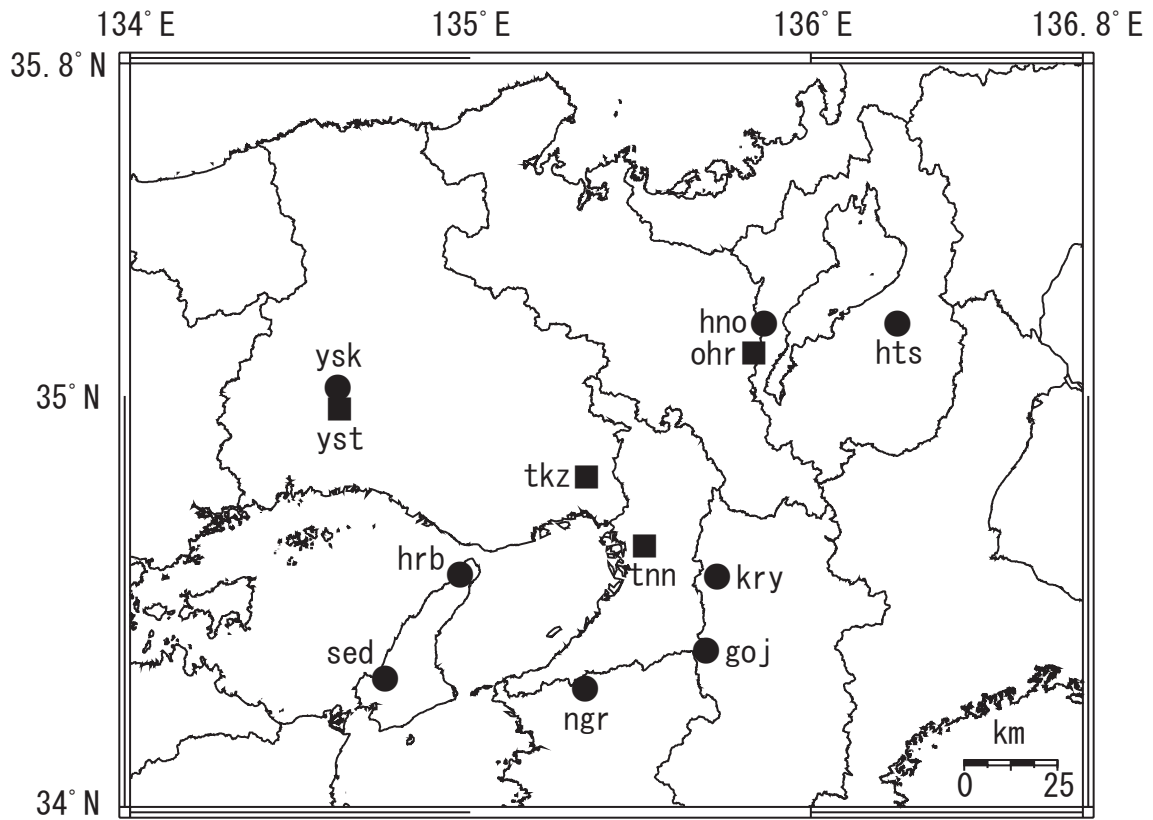 134°E 135°E 136°E 136.8°E
35.8°N
hno
ohr
hts
ysk
35°N
yst
tkz
hrb
tnn
kry
sed
goj
ngr
km
0 25
34°N